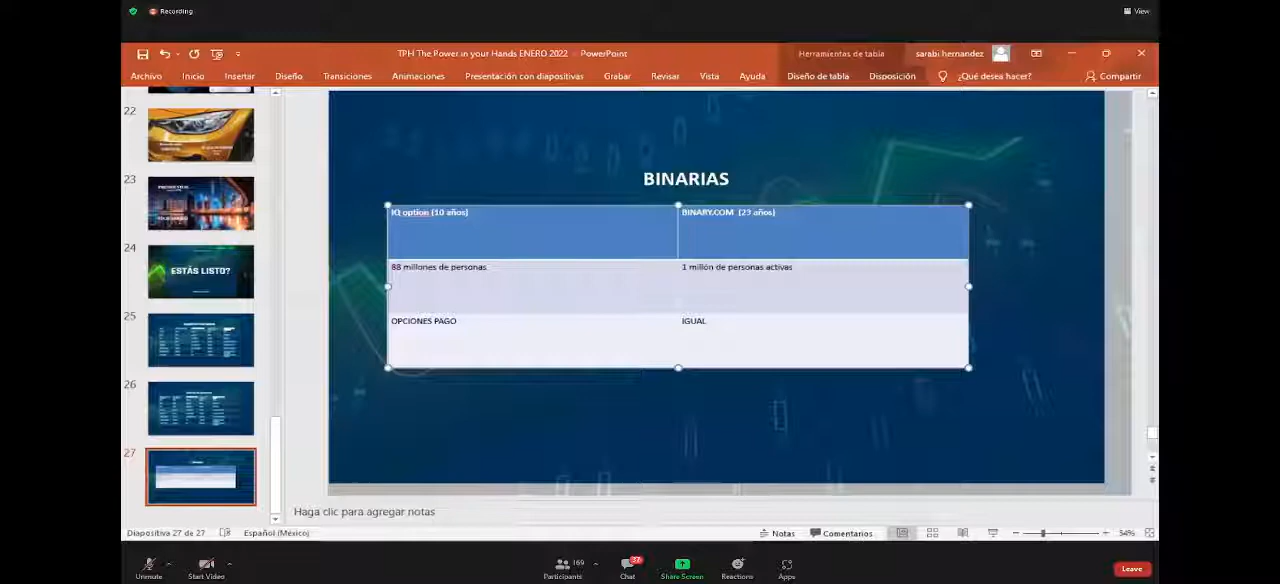 Recording
View
TPH The Power in your Hands ENERO 2022 - PowerPoint
Herramientas de tabla
sarabi hernandez
Archivo
Inicio
Insertar
Diseño
Transiciones
Animaciones
Presentación con diapositivas
Grabar
Revisar
Vista
Ayuda
Diseño de tabla
Disposición
¿Qué desea hacer?
Compartir
22
23
24
ESTÁS LISTO?
25
26
27
BINARIAS
IQ option (10 años)
BINARY.COM (23 años)
88 millones de personas
1 millón de personas activas
OPCIONES PAGO
IGUAL
Haga clic para agregar notas
Diapositiva 27 de 27
Español (México)
Notas
Comentarios
54%
Unmute
Start Video
169
Participants
37
Chat
Share Screen
Reactions
Apps
Leave